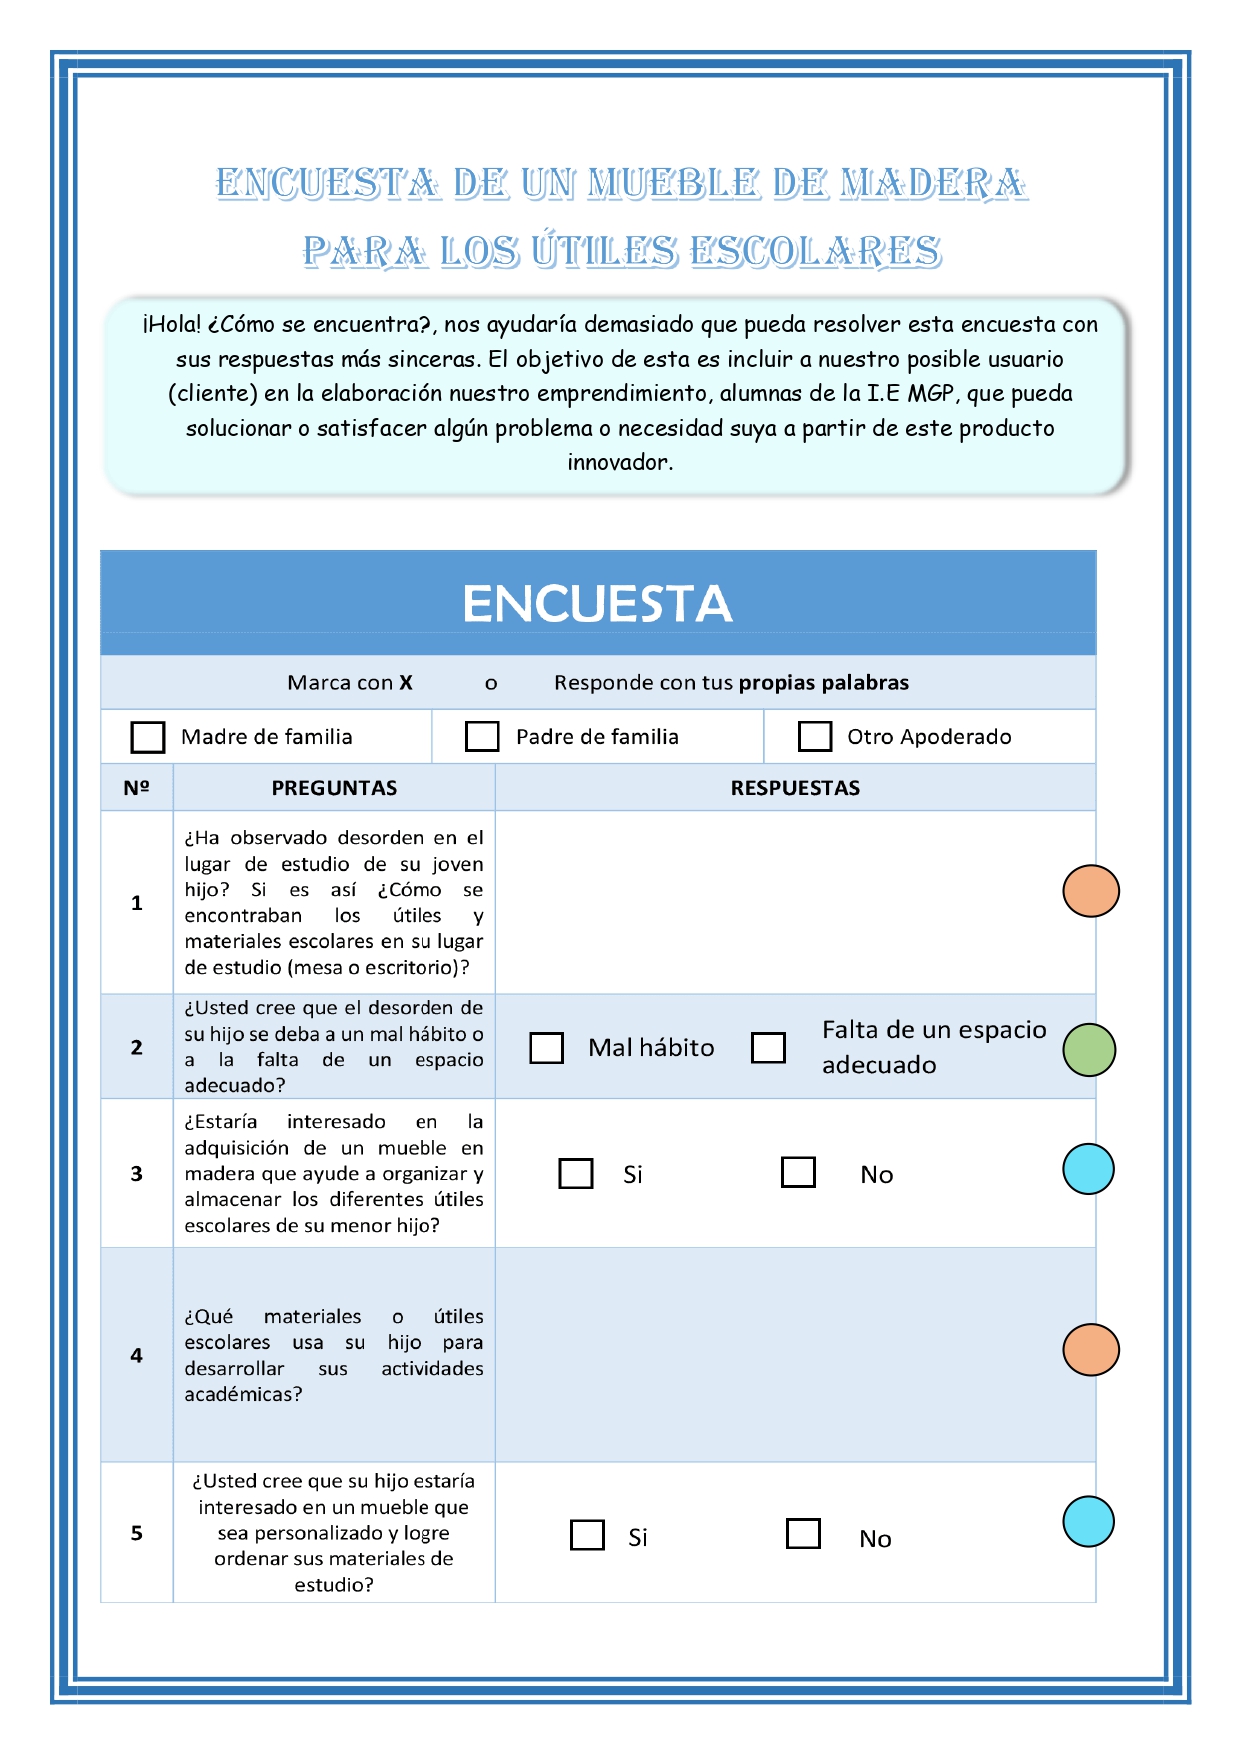 ENCUESTA DE UN MUEBLE DE MADERA
PARA LOS ÚTILES ESCOLARES
¡Hola! ¿Cómo se encuentra?, nos ayudaría demasiado que pueda resolver esta encuesta con
sus respuestas más sinceras. El objetivo de esta es incluir a nuestro posible usuario
(cliente) en la elaboración nuestro emprendimiento, alumnas de la I.E MGP, que pueda
solucionar o satisfacer algún problema o necesidad suya a partir de este producto
innovador.
ENCUESTA
Marca con X o Responde con tus propias palabras
Madre de familia Padre de familia Otro Apoderado
Nº PREGUNTAS RESPUESTAS
1
¿Ha observado desorden en el
lugar de estudio de su joven
hijo? Si es así ¿Cómo se
encontraban los útiles y
materiales escolares en su lugar
de estudio (mesa o escritorio)?
2
¿Usted cree que el desorden de
su hijo se deba a un mal hábito o
a la falta de un espacio
adecuado?
Mal hábito
Falta de un espacio
adecuado
3
¿Estaría interesado en la
adquisición de un mueble en
madera que ayude a organizar y
almacenar los diferentes útiles
escolares de su menor hijo?
Si No
4
¿Qué materiales o útiles
escolares usa su hijo para
desarrollar sus actividades
académicas?
5
¿Usted cree que su hijo estaría
interesado en un mueble que
sea personalizado y logre
ordenar sus materiales de
estudio?
Si No